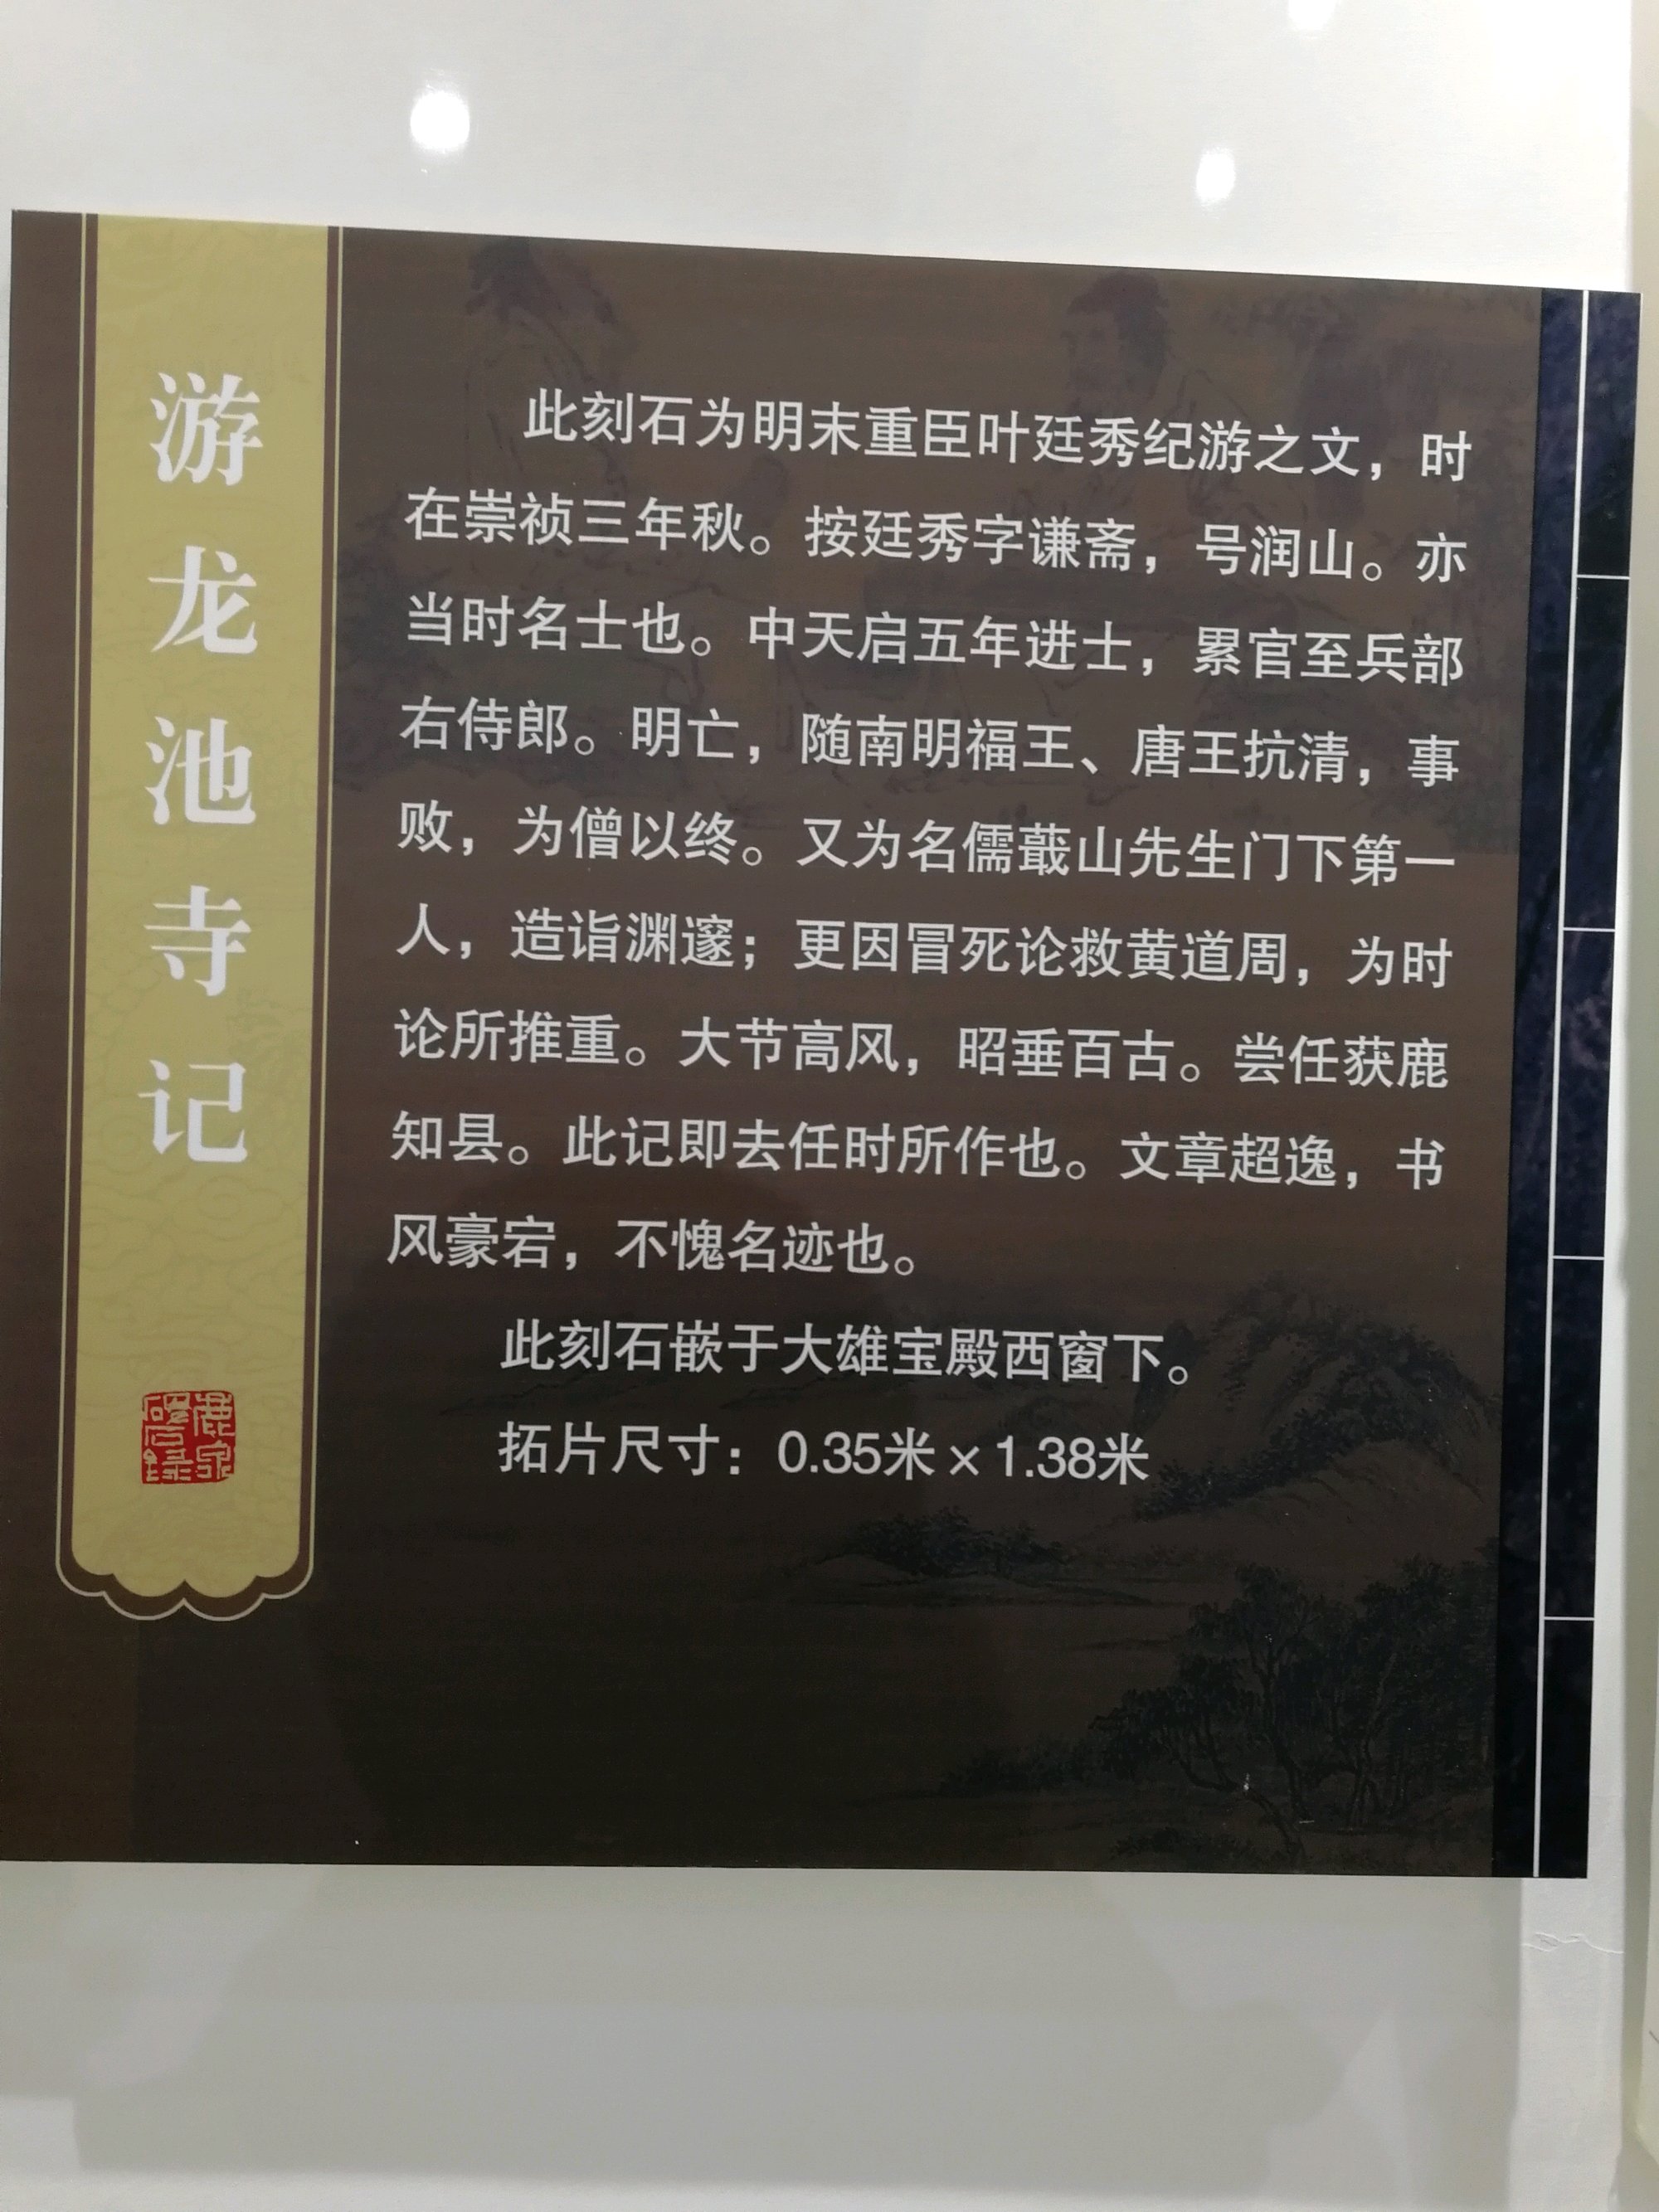 游龙池寺记
此刻石为明末重臣叶廷秀纪游之文，时
在崇祯三年秋。按廷秀字谦斋，号润山。亦
当时名士也。中天启五年进士，累官至兵部
右侍郎。明亡，随南明福王、唐王抗清，事
败，为僧以终。又为名儒蕺山先生门下第一
人，造诣渊邃；更因冒死论救黄道周，为时
论所推重。大节高风，昭垂百古。尝任获鹿
知县。此记即去任时所作也。文章超逸，书
风豪宕，不愧名迹也。
此刻石嵌于大雄宝殿西窗下。
拓片尺寸：0.35米×1.38米